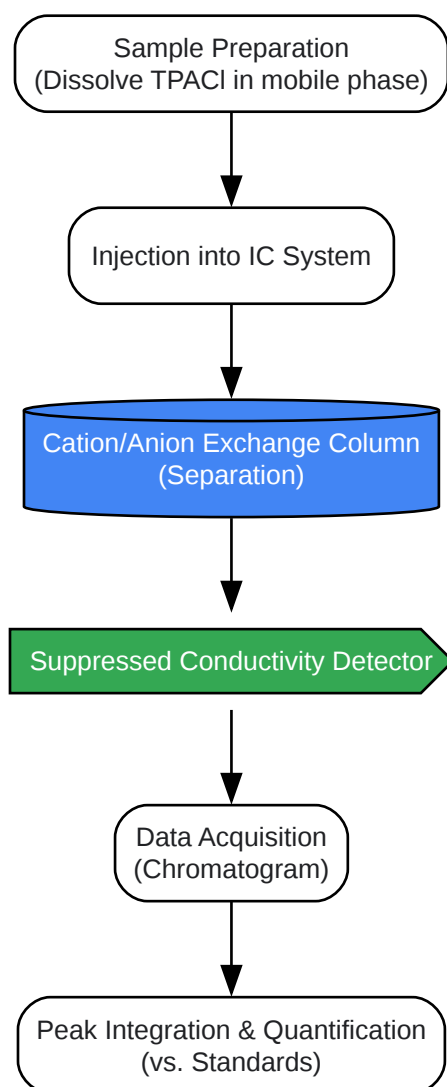 Sample Preparation
(Dissolve TPACl in mobile phase)
Injection into IC System
Cation/Anion Exchange Column
(Separation)
Suppressed Conductivity Detector
Data Acquisition
(Chromatogram)
Peak Integration & Quantification
(vs. Standards)